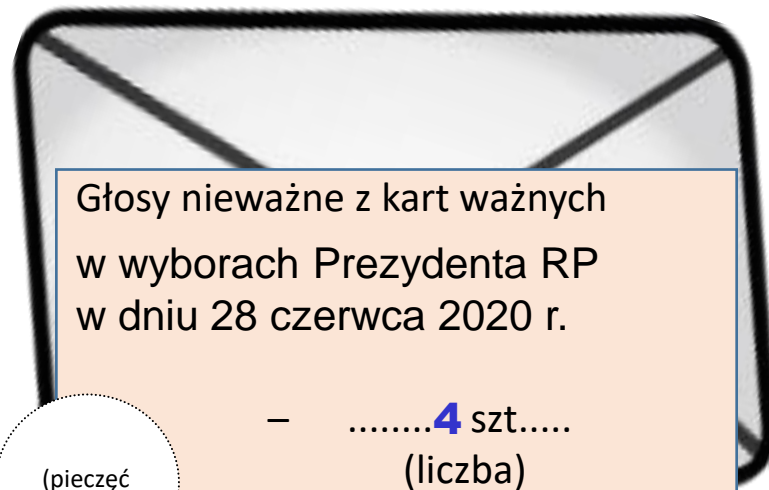 Głosy nieważne z kart ważnych
w wyborach Prezydenta RP
w dniu 28 czerwca 2020 r.
– ........4 szt.....
(liczba)
(pieczęć